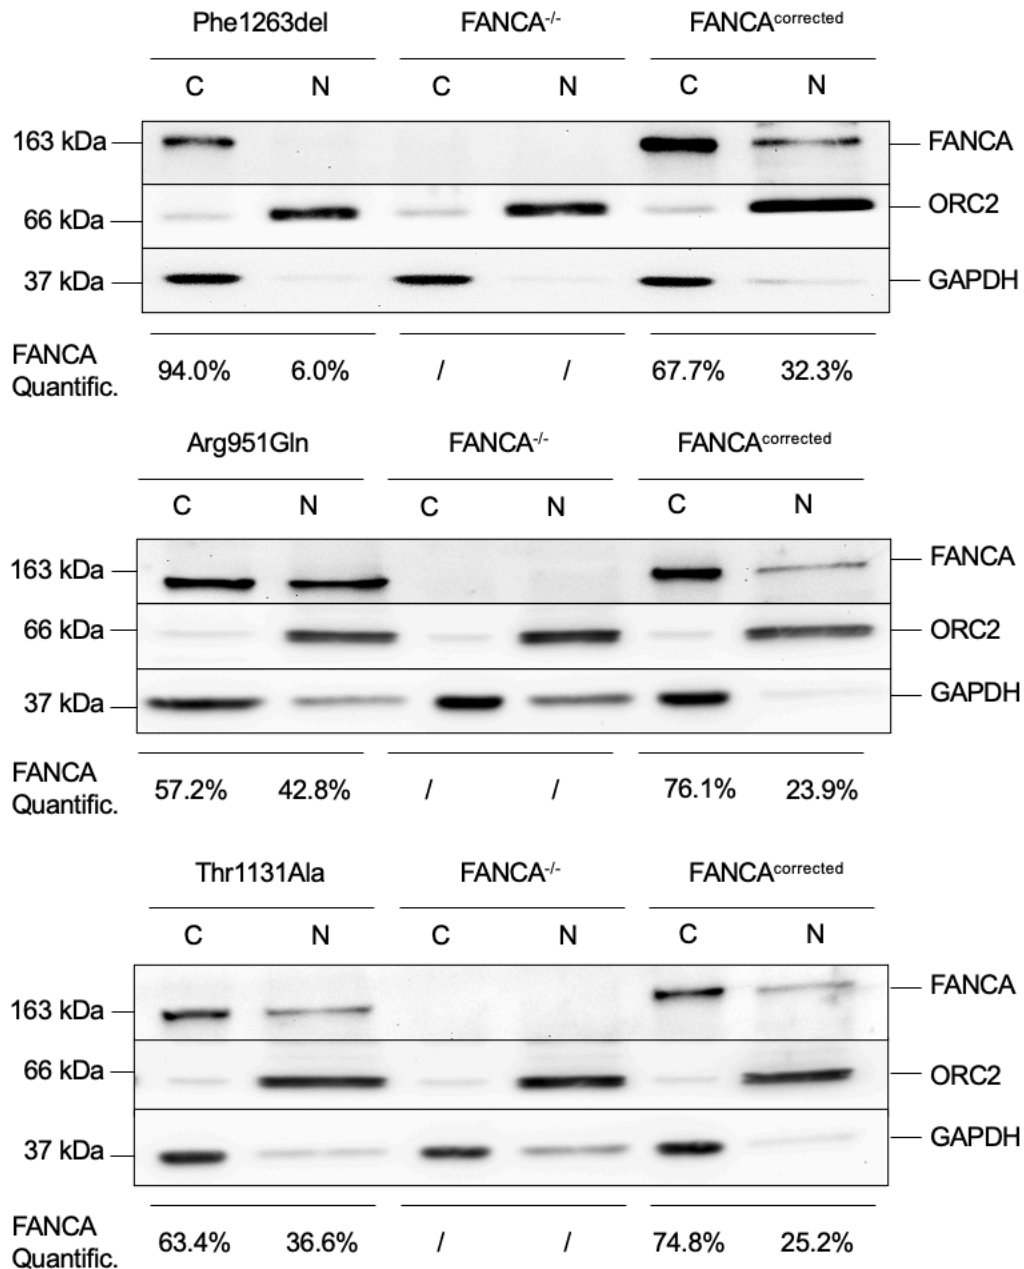 Phe1263del FANCA-/- FANCAcorrected
C N C N C N
163 kDa FANCA
66 kDa ORC2
37 kDa GAPDH
FANCA
Quantific. 94.0% 6.0% / / 67.7% 32.3%
Arg951Gln FANCA-/- FANCAcorrected
C N C N C N
163 kDa FANCA
66 kDa ORC2
37 kDa GAPDH
FANCA
Quantific. 57.2% 42.8% / / 76.1% 23.9%
Thr1131Ala FANCA-/- FANCAcorrected
C N C N C N
163 kDa FANCA
66 kDa ORC2
37 kDa GAPDH
FANCA
Quantific. 63.4% 36.6% / / 74.8% 25.2%